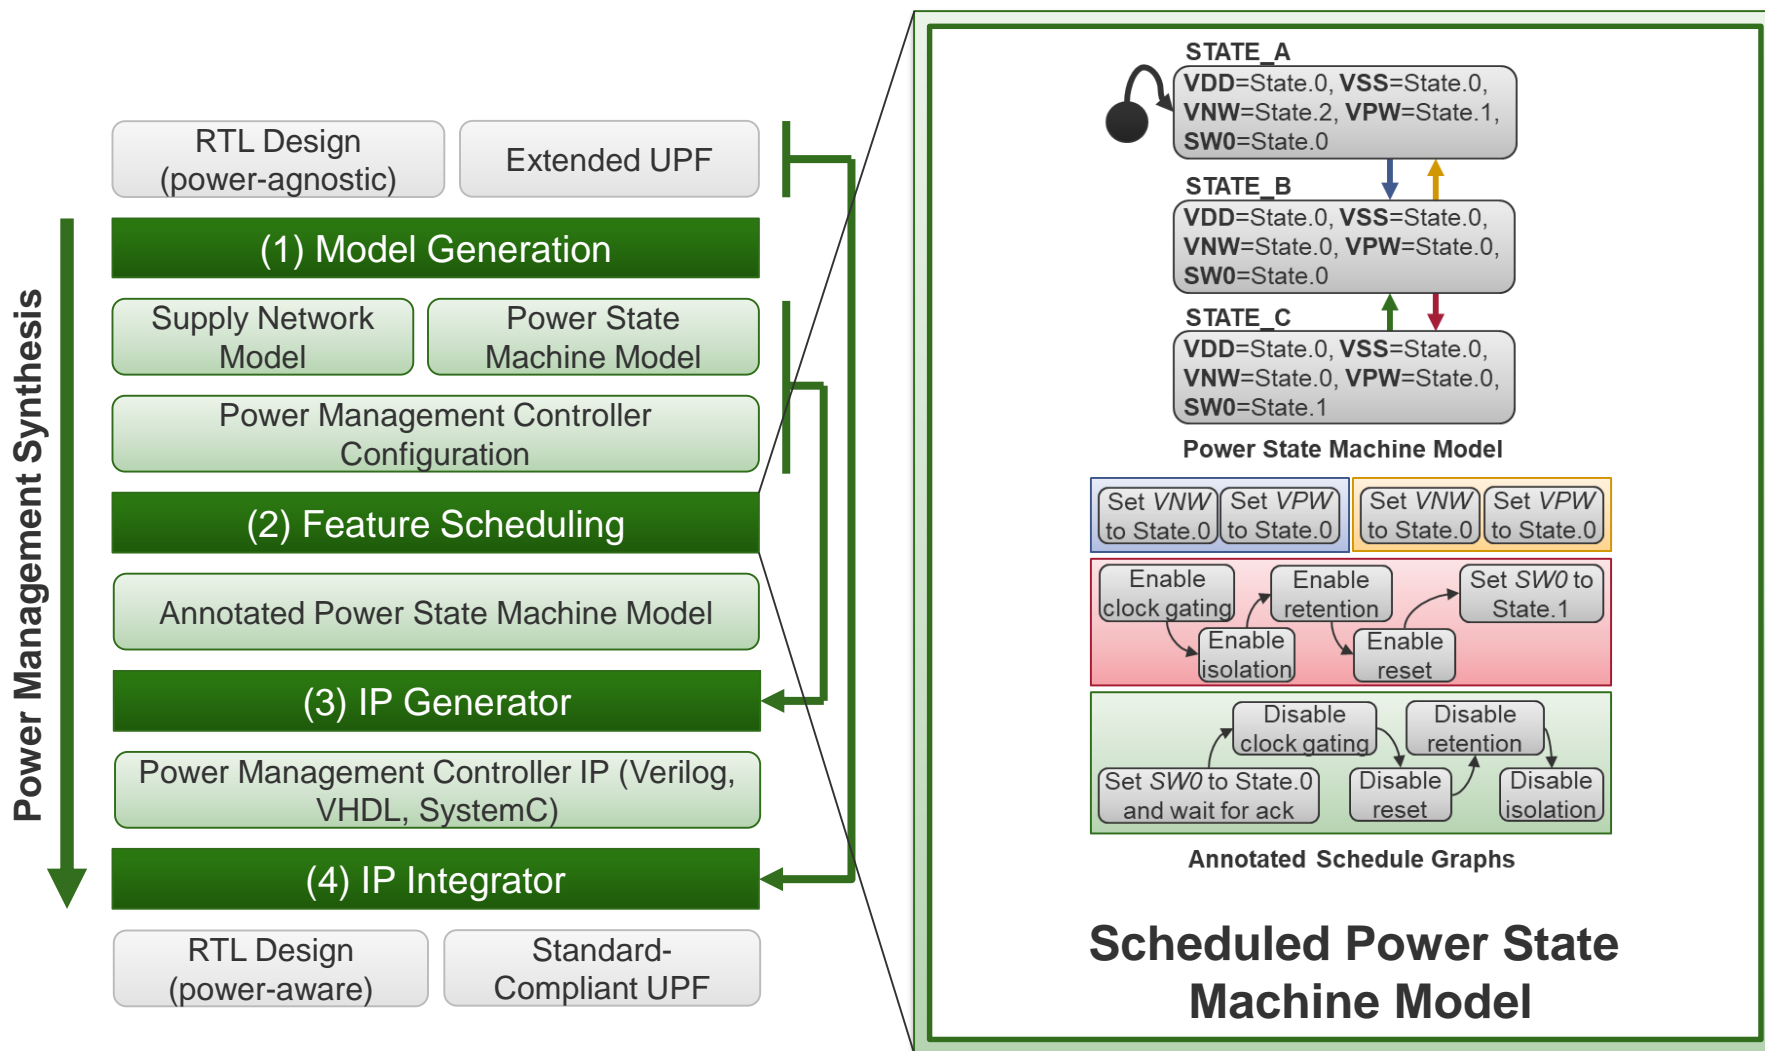 Power Management Synthesis
RTL Design
(power-agnostic)
Extended UPF
(1) Model Generation
Supply Network
Model
Power State
Machine Model
Power Management Controller
Configuration
(2) Feature Scheduling
Annotated Power State Machine Model
(3) IP Generator
Power Management Controller IP (Verilog,
VHDL, SystemC)
(4) IP Integrator
RTL Design
(power-aware)
Standard-
Compliant UPF
STATE_A
VDD=State.0, VSS=State.0,
VNW=State.2, VPW=State.1,
SW0=State.0
STATE_B
VDD=State.0, VSS=State.0,
VNW=State.0, VPW=State.0,
SW0=State.0
STATE_C
VDD=State.0, VSS=State.0,
VNW=State.0, VPW=State.0,
SW0=State.1
Power State Machine Model
Set VNW
to State.0
Set VPW
to State.0
Set VNW
to State.0
Set VPW
to State.0
Enable
clock gating
Enable
isolation
Enable
retention
Enable
reset
Set SW0 to
State.1
Set SW0 to State.0
and wait for ack
Disable
clock gating
Disable
reset
Disable
retention
Disable
isolation
Annotated Schedule Graphs
Scheduled Power State
Machine Model